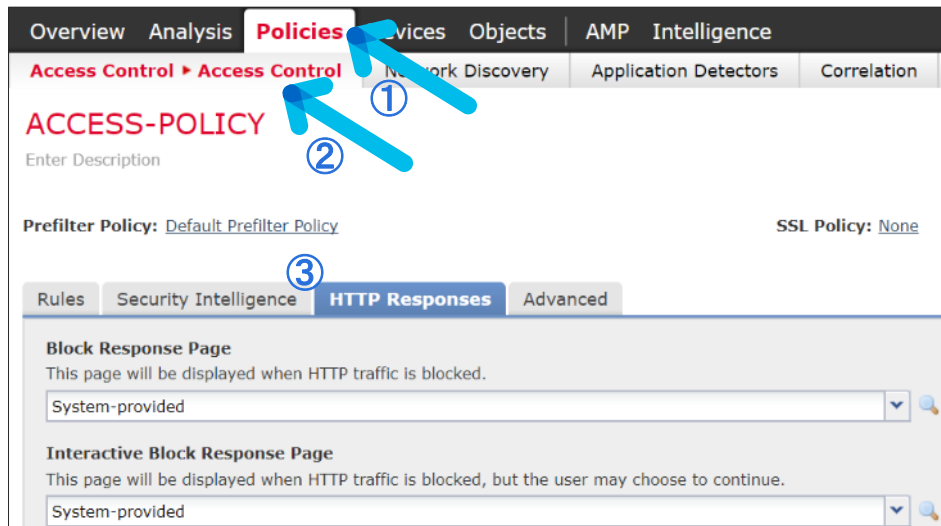 Overview Analysis Policies Devices Objects AMP Intelligence
Access Control ▸ Access Control Network Discovery Application Detectors Correlation
①
ACCESS-POLICY
②
Enter Description
Prefilter Policy: Default Prefilter Policy SSL Policy: None
③
Rules Security Intelligence HTTP Responses Advanced
Block Response Page
This page will be displayed when HTTP traffic is blocked.
System-provided
Interactive Block Response Page
This page will be displayed when HTTP traffic is blocked, but the user may choose to continue.
System-provided